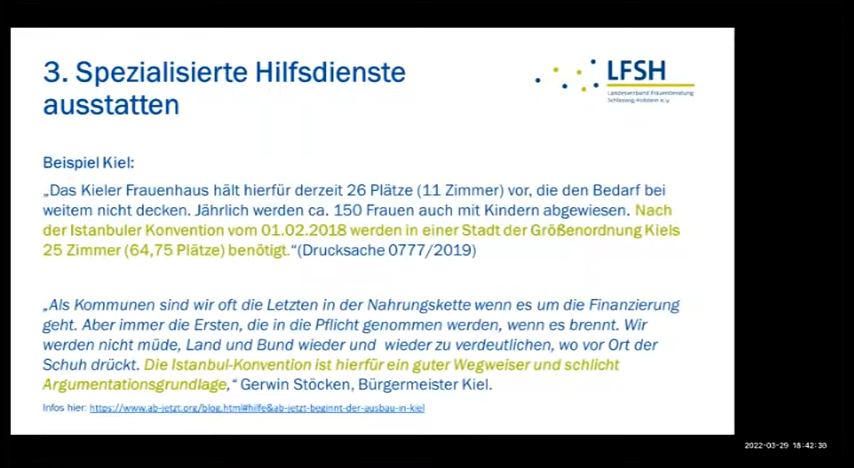 3. Spezialisierte Hilfsdienste
ausstatten
LFSH
Landesverband Frauenberatung
Schleswig-Holstein e.V.
Beispiel Kiel:
„Das Kieler Frauenhaus hält hierfür derzeit 26 Plätze (11 Zimmer) vor, die den Bedarf bei
weitem nicht decken. Jährlich werden ca. 150 Frauen auch mit Kindern abgewiesen. Nach
der Istanbuler Konvention vom 01.02.2018 werden in einer Stadt der Größenordnung Kiels
25 Zimmer (64,75 Plätze) benötigt.“(Drucksache 0777/2019)
„Als Kommunen sind wir oft die Letzten in der Nahrungskette wenn es um die Finanzierung
geht. Aber immer die Ersten, die in die Pflicht genommen werden, wenn es brennt. Wir
werden nicht müde, Land und Bund wieder und wieder zu verdeutlichen, wo vor Ort der
Schuh drückt. Die Istanbul-Konvention ist hierfür ein guter Wegweiser und schlicht
Argumentationsgrundlage,“ Gerwin Stöcken, Bürgermeister Kiel.
Infos hier: https://www.ab-jetzt.org/blog.html#hilfe&ab-jetzt-beginnt-der-ausbau-in-kiel
2022-03-29 18:42:30